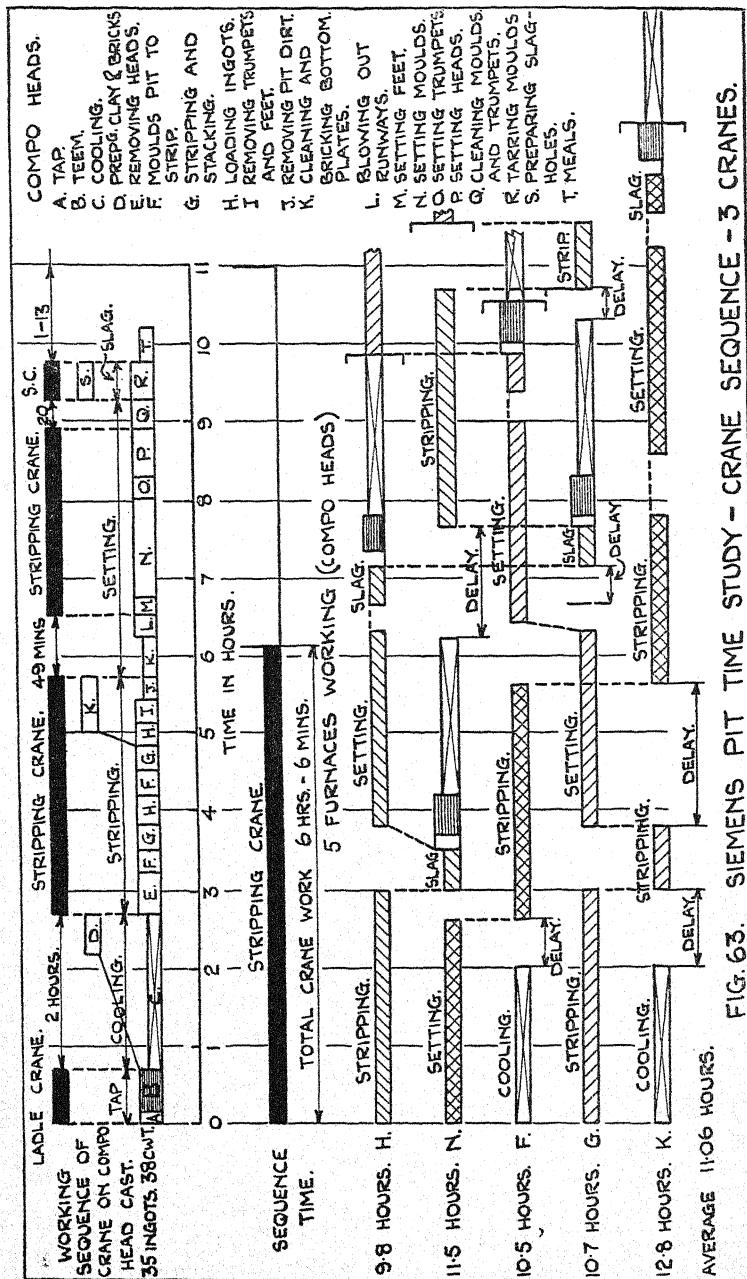 COMPO HEADS.
A. TAP.
B. TEEM.
C. COOLING.
D. PREPG. CLAY & BRICKS
E. REMOVING HEADS.
F. MOULDS PIT TO
STRIP.
G. STRIPPING AND
STACKING.
H. LOADING INGOTS.
I REMOVING TRUMPETS
AND FEET.
J. REMOVING PIT DIRT.
K. CLEANING AND
BRICKING BOTTOM
PLATES.
L. BLOWING OUT
RUNWAYS.
M. SETTING FEET.
N. SETTING MOULDS.
O. SETTING TRUMPETS
P. SETTING HEADS.
Q. CLEANING MOULDS
AND TRUMPETS.
R. TARRING MOULDS
S. PREPARING SLAG-
HOLES.
T. MEALS.
LADLE CRANE. 2 HOURS. STRIPPING CRANE. 49 MINS STRIPPING CRANE. 20 S.C. 1-13
WORKING
SEQUENCE OF
CRANE ON COMPO
HEAD CAST.
35 INGOTS. 38CWT.
D. K. S.
TAP COOLING. STRIPPING. SETTING. SLAG.
A B C. E. F. G. H. F. G. H. I. J. K. L. M. N. O. P. Q. R. T.
0 1 2 3 4 5 6 7 8 9 10 11
TIME IN HOURS.
SEQUENCE
TIME.
STRIPPING CRANE.
TOTAL CRANE WORK 6 HRS. - 6 MINS.
5 FURNACES WORKING (COMPO HEADS)
9·8 HOURS. H. STRIPPING. SETTING. SLAG.
11·5 HOURS. N. SETTING. SLAG DELAY. STRIPPING.
10·5 HOURS. F. COOLING. DELAY. STRIPPING. SETTING.
10·7 HOURS. G. STRIPPING. SETTING. DELAY. SLAG DELAY. STRIP.
12·8 HOURS. K. COOLING. DELAY. STRIPPING. DELAY. STRIPPING. SETTING. SLAG.
AVERAGE 11·06 HOURS.
FIG. 63. SIEMENS PIT TIME STUDY - CRANE SEQUENCE - 3 CRANES.